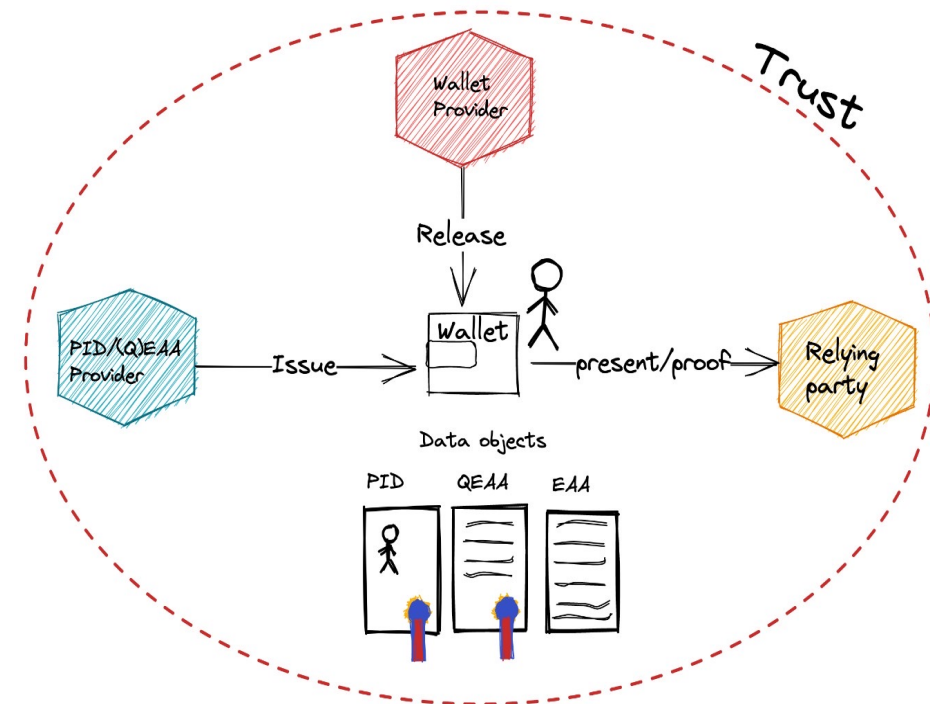 Trust
Wallet
Provider
Release
PID/(Q)EAA
Provider
Issue
Wallet
present/proof
Relying
party
Data objects
PID
QEAA
EAA